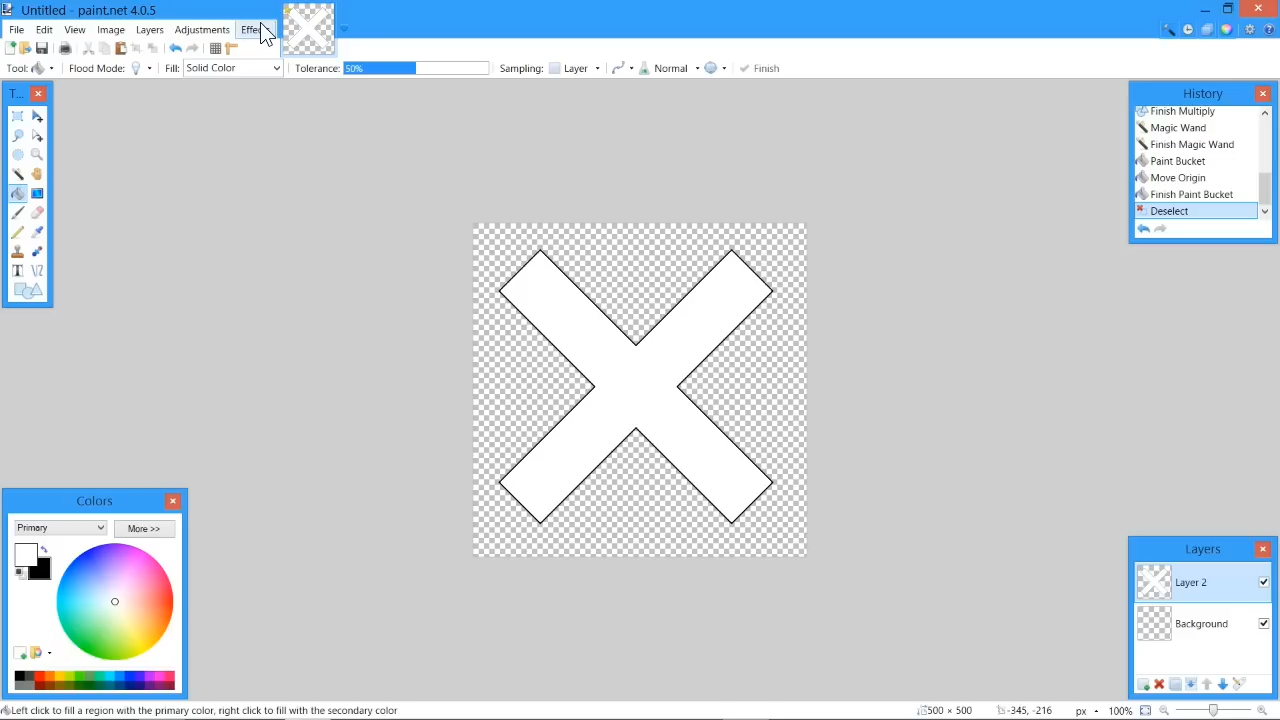 Untitled - paint.net 4.0.5
File Edit View Image Layers Adjustments
Tool: Flood Mode: Fill: Solid Color Tolerance: 50% Sampling: Layer Normal Finish
T...
History
Finish Multiply
Magic Wand
Finish Magic Wand
Paint Bucket
Move Origin
Finish Paint Bucket
Deselect
Colors
Primary More >>
Layers
Layer 2
Background
Left click to fill a region with the primary color, right click to fill with the secondary color 500 × 500 -345, -216 px 100%